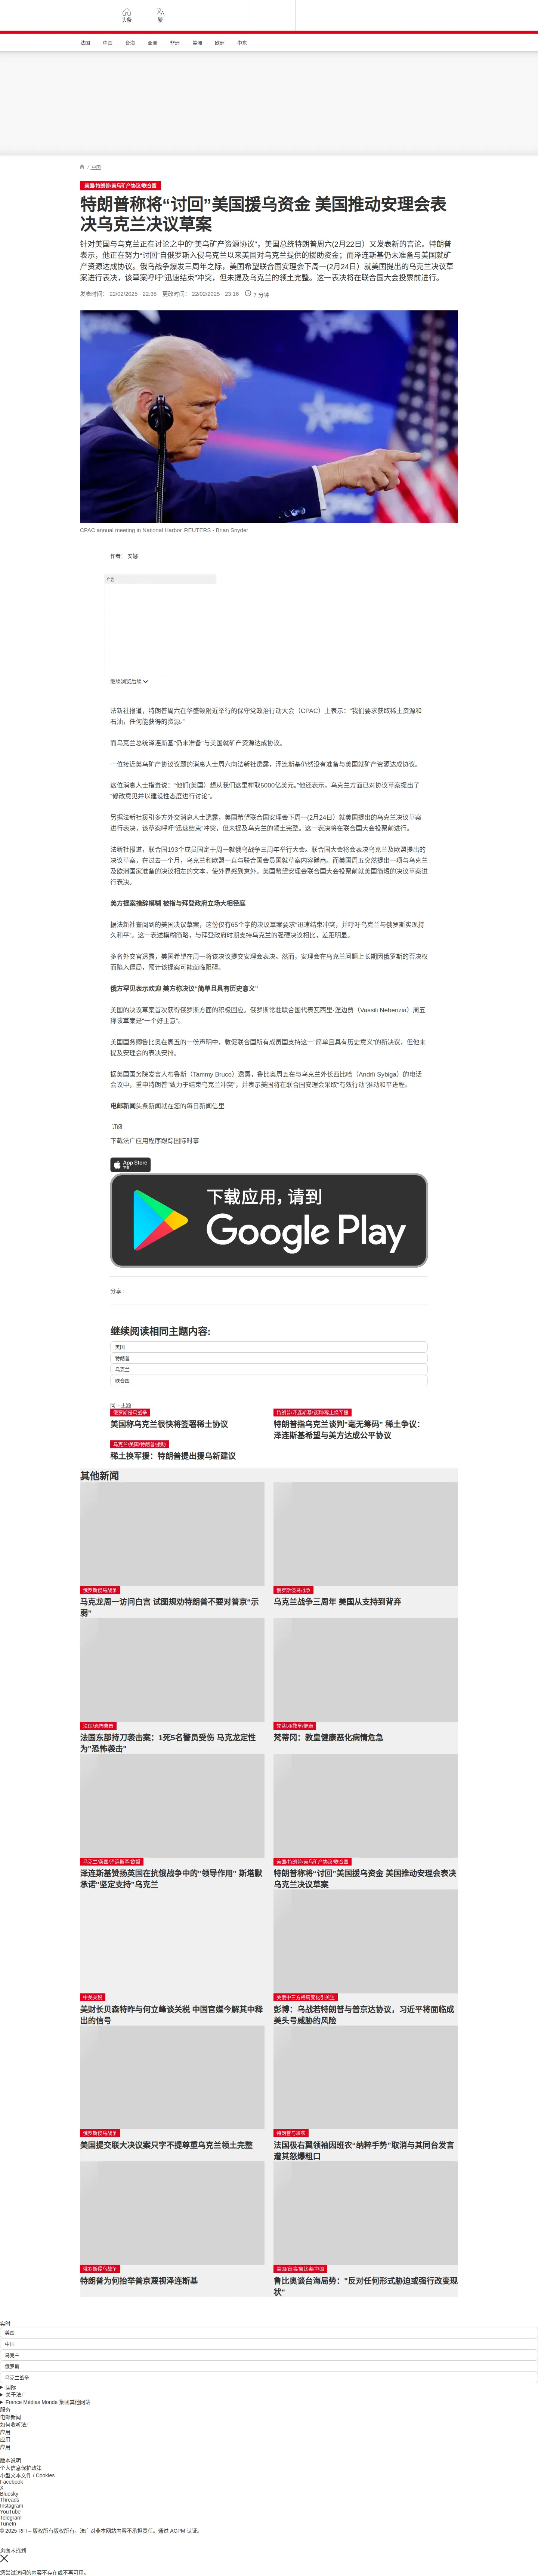 头条
繁
法国 中国 台海 亚洲 非洲 美洲 欧洲 中东
/ 中国
美国/特朗普/美乌矿产协议/联合国
特朗普称将“讨回”美国援乌资金 美国推动安理会表
决乌克兰决议草案
针对美国与乌克兰正在讨论之中的“美乌矿产资源协议”，美国总统特朗普周六(2月22日）又发表新的言论。特朗普
表示，他正在努力“讨回”自俄罗斯入侵乌克兰以来美国对乌克兰提供的援助资金；而泽连斯基仍未准备与美国就矿
产资源达成协议。俄乌战争爆发三周年之际，美国希望联合国安理会下周一(2月24日）就美国提出的乌克兰决议草
案进行表决，该草案呼吁“迅速结束”冲突，但未提及乌克兰的领土完整。这一表决将在联合国大会投票前进行。
发表时间： 22/02/2025 - 22:38 更改时间： 22/02/2025 - 23:16 7 分钟
CPAC annual meeting in National Harbor REUTERS - Brian Snyder
作者： 安娜
广告
继续浏览后续
法新社报道，特朗普周六在华盛顿附近举行的保守党政治行动大会（CPAC）上表示：“我们要求获取稀土资源和
石油，任何能获得的资源。”
而乌克兰总统泽连斯基“仍未准备”与美国就矿产资源达成协议。
一位接近美乌矿产协议议题的消息人士周六向法新社透露，泽连斯基仍然没有准备与美国就矿产资源达成协议。
这位消息人士指责说：“他们(美国）想从我们这里榨取5000亿美元。”他还表示，乌克兰方面已对协议草案提出了
“修改意见并以建设性态度进行讨论”。
另据法新社援引多方外交消息人士透露，美国希望联合国安理会下周一(2月24日）就美国提出的乌克兰决议草案
进行表决，该草案呼吁“迅速结束”冲突，但未提及乌克兰的领土完整。这一表决将在联合国大会投票前进行。
法新社报道，联合国193个成员国定于周一就俄乌战争三周年举行大会。联合国大会将会表决乌克兰及欧盟提出的
决议草案，在过去一个月，乌克兰和欧盟一直与联合国会员国就草案内容磋商。而美国周五突然提出一项与乌克兰
及欧洲国家准备的决议相左的文本，使外界感到意外。美国希望安理会联合国大会投票前就美国简短的决议草案进
行表决。
美方提案措辞模糊 被指与拜登政府立场大相径庭
据法新社查阅到的美国决议草案，这份仅有65个字的决议草案要求“迅速结束冲突，并呼吁乌克兰与俄罗斯实现持
久和平”。这一表述模糊简略，与拜登政府时期支持乌克兰的强硬决议相比，差距明显。
多名外交官透露，美国希望在周一将该决议提交安理会表决。然而，安理会在乌克兰问题上长期因俄罗斯的否决权
而陷入僵局，预计该提案可能面临阻碍。
俄方罕见表示欢迎 美方称决议“简单且具有历史意义”
美国的决议草案首次获得俄罗斯方面的积极回应。俄罗斯常驻联合国代表瓦西里·涅边贾（Vassili Nebenzia）周五
称该草案是“一个好主意”。
美国国务卿鲁比奥在周五的一份声明中，敦促联合国所有成员国支持这一“简单且具有历史意义”的新决议，但他未
提及安理会的表决安排。
据美国国务院发言人布鲁斯（Tammy Bruce）透露，鲁比奥周五在与乌克兰外长西比哈（Andrii Sybiga）的电话
会议中，重申特朗普“致力于结束乌克兰冲突”，并表示美国将在联合国安理会采取“有效行动”推动和平进程。
电邮新闻头条新闻就在您的每日新闻信里
订阅
下载法广应用程序跟踪国际时事
App Store
下载应用，请到
Google Play
分享 :
继续阅读相同主题内容:
美国
特朗普
乌克兰
联合国
同一主题
俄罗斯侵乌战争
美国称乌克兰很快将签署稀土协议
特朗普/泽连斯基/谈判/稀土换军援
特朗普指乌克兰谈判"毫无筹码" 稀土争议：
泽连斯基希望与美方达成公平协议
乌克兰/美国/特朗普/援助
稀土换军援：特朗普提出援乌新建议
其他新闻
俄罗斯侵乌战争
马克龙周一访问白宫 试图规劝特朗普不要对普京“示
弱”
俄罗斯侵乌战争
乌克兰战争三周年 美国从支持到背弃
法国/恐怖袭击
法国东部持刀袭击案：1死5名警员受伤 马克龙定性
为"恐怖袭击"
梵蒂冈/教皇/健康
梵蒂冈：教皇健康恶化病情危急
乌克兰/英国/泽连斯基/欧盟
泽连斯基赞扬英国在抗俄战争中的"领导作用" 斯塔默
承诺"坚定支持"乌克兰
美国/特朗普/美乌矿产协议/联合国
特朗普称将“讨回”美国援乌资金 美国推动安理会表决
乌克兰决议草案
中美关税
美财长贝森特昨与何立峰谈关税 中国官媒今解其中释
出的信号
美俄中三方格局变化引关注
彭博：乌战若特朗普与普京达协议，习近平将面临成
美头号威胁的风险
俄罗斯侵乌战争
美国提交联大决议案只字不提尊重乌克兰领土完整
特朗普与班农
法国极右翼领袖因班农“纳粹手势”取消与其同台发言
遭其怒爆粗口
俄罗斯侵乌战争
特朗普为何抬举普京蔑视泽连斯基
美国/台湾/鲁比奥/中国
鲁比奥谈台海局势："反对任何形式胁迫或强行改变现
状"
实时
美国
中国
乌克兰
俄罗斯
乌克兰战争
国际
关于法广
France Médias Monde 集团其他网站
服务
电邮新闻
如何收听法广
应用
应用
应用
版本说明
个人信息保护政策
小型文本文件 / Cookies
Facebook
X
Bluesky
Threads
Instagram
YouTube
Telegram
TuneIn
© 2025 RFI – 版权所有版权所有。法广对非本网站内容不承担责任。通过 ACPM 认证。
页面未找到
您尝试访问的内容不存在或不再可用。